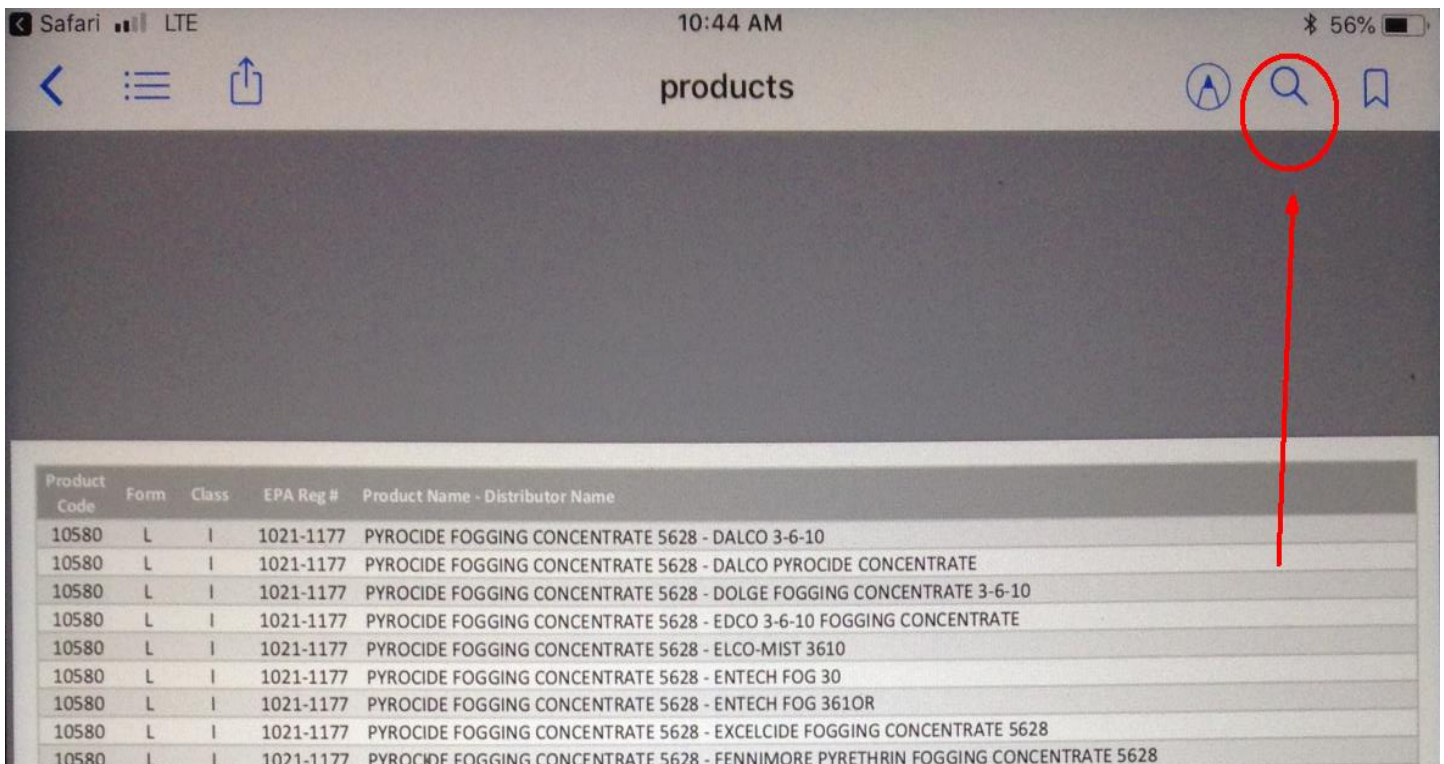 Safari LTE 10:44 AM 56%
products
Product Code Form Class EPA Reg # Product Name - Distributor Name
10580 L I 1021-1177 PYROCIDE FOGGING CONCENTRATE 5628 - DALCO 3-6-10
10580 L I 1021-1177 PYROCIDE FOGGING CONCENTRATE 5628 - DALCO PYROCIDE CONCENTRATE
10580 L I 1021-1177 PYROCIDE FOGGING CONCENTRATE 5628 - DOLGE FOGGING CONCENTRATE 3-6-10
10580 L I 1021-1177 PYROCIDE FOGGING CONCENTRATE 5628 - EDCO 3-6-10 FOGGING CONCENTRATE
10580 L I 1021-1177 PYROCIDE FOGGING CONCENTRATE 5628 - ELCO-MIST 3610
10580 L I 1021-1177 PYROCIDE FOGGING CONCENTRATE 5628 - ENTECH FOG 30
10580 L I 1021-1177 PYROCIDE FOGGING CONCENTRATE 5628 - ENTECH FOG 361OR
10580 L I 1021-1177 PYROCIDE FOGGING CONCENTRATE 5628 - EXCELCIDE FOGGING CONCENTRATE 5628
10580 L I 1021-1177 PYROCIDE FOGGING CONCENTRATE 5628 - FENNIMORE PYRETHRIN FOGGING CONCENTRATE 5628